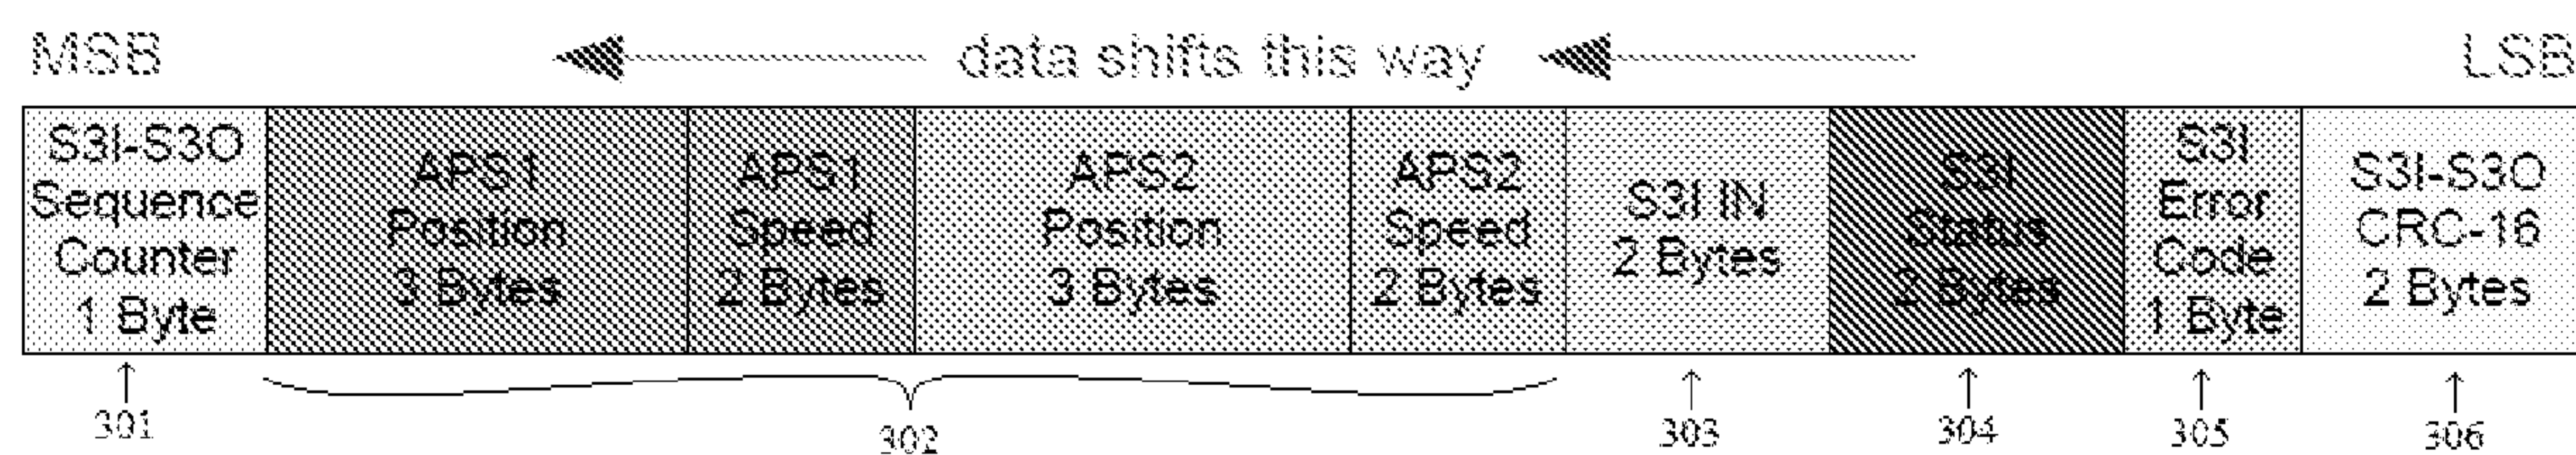 MSB
data shifts this way
LSB
S3I-S3O
Sequence
Counter
1 Byte
APS1
Position
3 Bytes
APS1
Speed
2 Bytes
APS2
Position
3 Bytes
APS2
Speed
2 Bytes
S3I IN
2 Bytes
S3I
Status
2 Bytes
S3I
Error
Code
1 Byte
S3I-S3O
CRC-16
2 Bytes
301
302
303
304
305
306